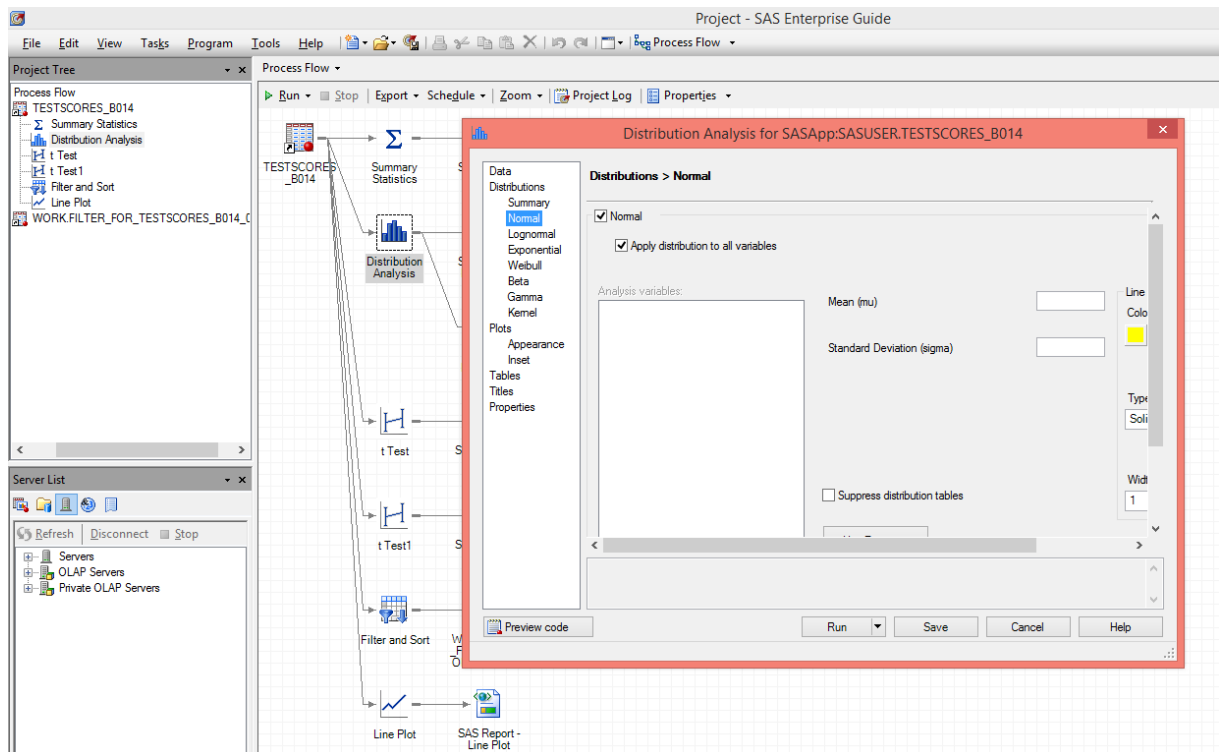 Project - SAS Enterprise Guide
File Edit View Tasks Program Tools Help Process Flow
Project Tree
Process Flow
TESTSCORES_B014
Summary Statistics
Distribution Analysis
t Test
t Test1
Filter and Sort
Line Plot
WORK.FILTER_FOR_TESTSCORES_B014_0
Server List
Refresh Disconnect Stop
Servers
OLAP Servers
Private OLAP Servers
Process Flow
Run Stop Export Schedule Zoom Project Log Properties
TESTSCORES
_B014
Summary
Statistics
S
Distribution
Analysis
S
t Test
S
t Test1
S
Filter and Sort
W
_F
O
Line Plot
SAS Report -
Line Plot
Distribution Analysis for SASApp:SASUSER.TESTSCORES_B014
Data
Distributions
Summary
Normal
Lognormal
Exponential
Weibull
Beta
Gamma
Kernel
Plots
Appearance
Inset
Tables
Titles
Properties
Distributions > Normal
Normal
Apply distribution to all variables
Analysis variables:
Mean (mu)
Standard Deviation (sigma)
Line
Colo
Type
Soli
Widt
1
Suppress distribution tables
Preview code
Run Save Cancel Help